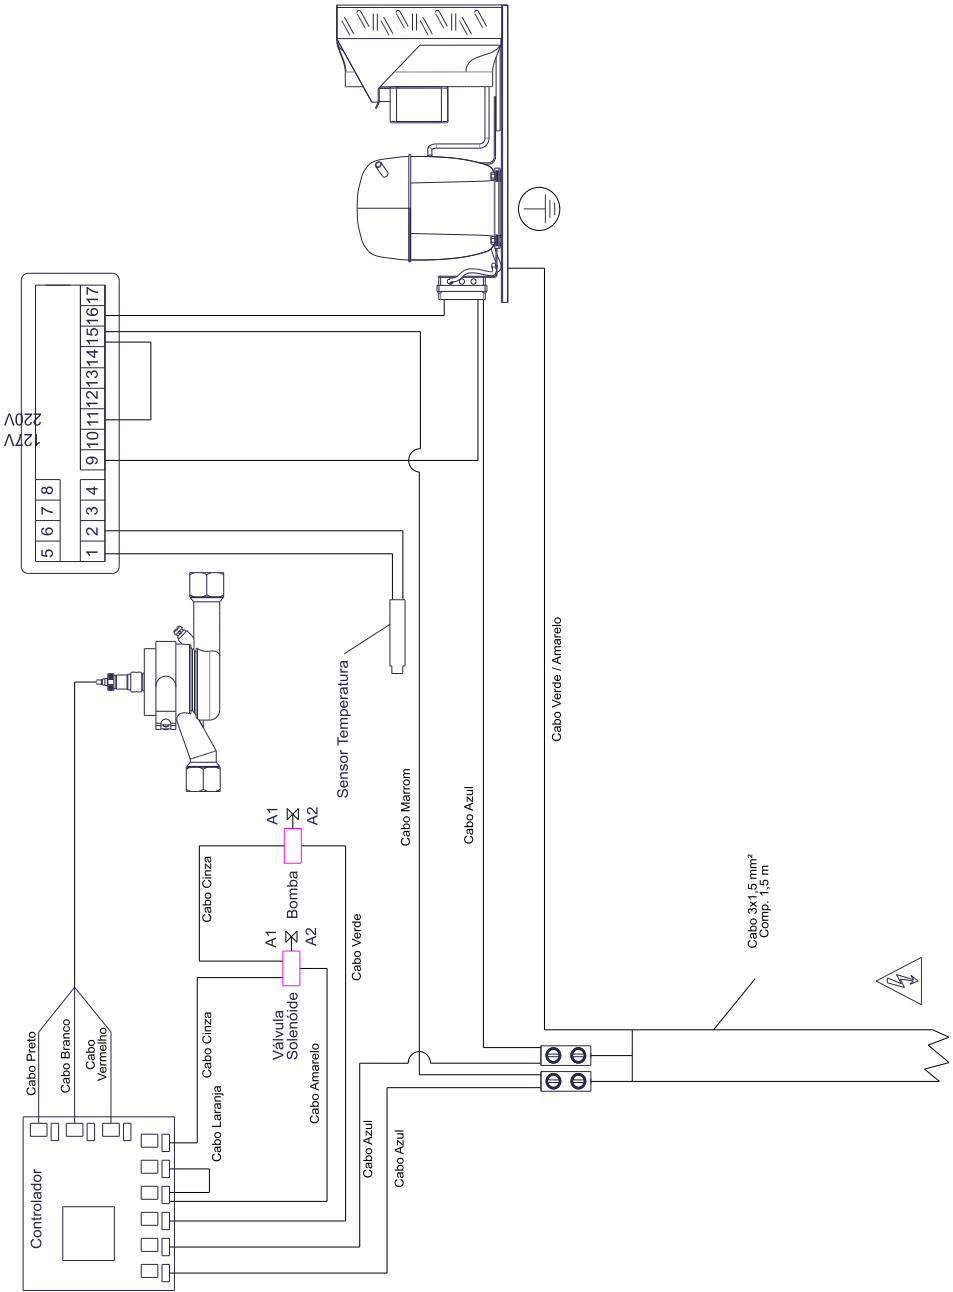 17
16
15
14
13
12
11
10
9
8
7
6
5
4
3
2
1
220V
127V
Sensor Temperatura
Cabo Verde / Amarelo
Cabo Marrom
Cabo Azul
A1
A2
Bomba
Cabo Cinza
Cabo Verde
A1
A2
Válvula
Solenóide
Cabo Cinza
Cabo Amarelo
Cabo Laranja
Cabo Preto
Cabo Branco
Cabo
Vermelho
Controlador
Cabo Azul
Cabo Azul
Cabo 3x1,5 mm²
Comp. 1,5 m